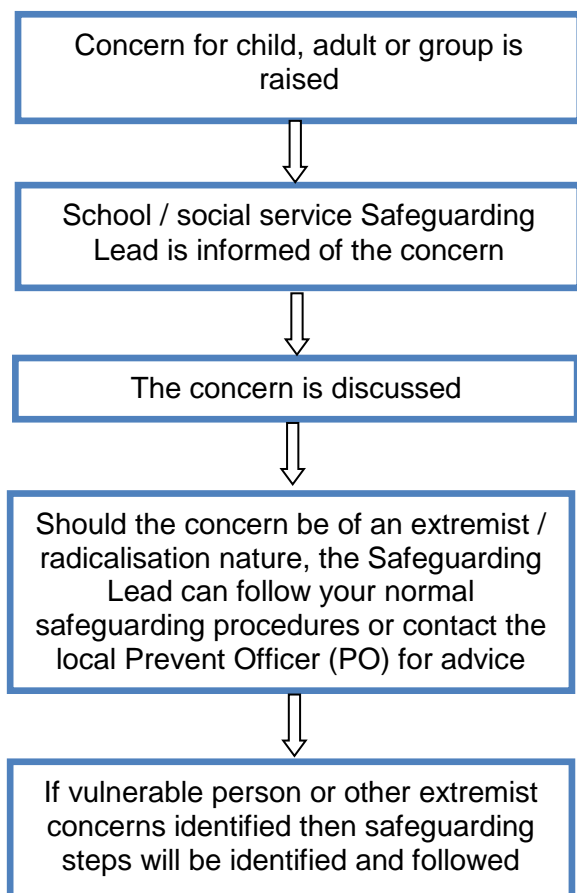 Concern for child, adult or group is
raised
School / social service Safeguarding
Lead is informed of the concern
The concern is discussed
Should the concern be of an extremist /
radicalisation nature, the Safeguarding
Lead can follow your normal
safeguarding procedures or contact the
local Prevent Officer (PO) for advice
If vulnerable person or other extremist
concerns identified then safeguarding
steps will be identified and followed